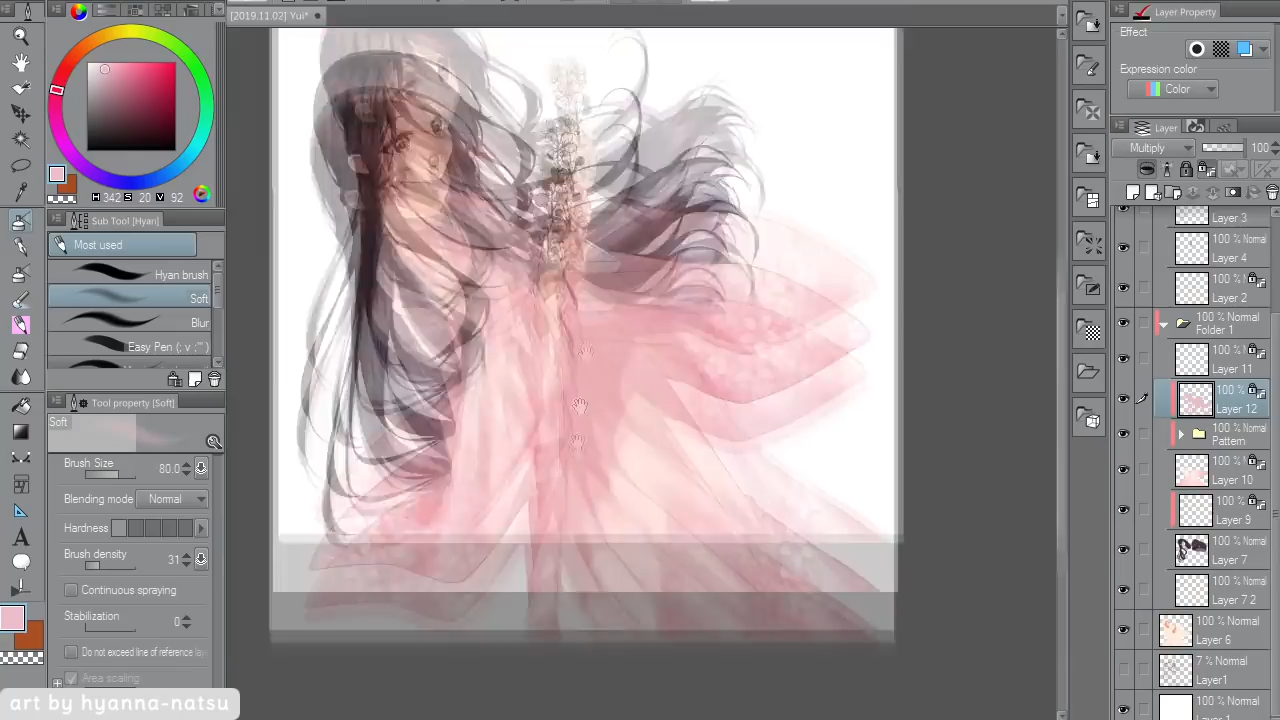 [2019.11.02] Yui*
H 342 S 20 V 92
Sub Tool [Hyan]
Most used
Hyan brush
Soft
Blur
Easy Pen (; v ;''' )
Tool property [Soft]
Soft
Brush Size 80.0
Blending mode Normal
Hardness
Brush density 31
Continuous spraying
Stabilization 0
Do not exceed line of reference
Area scaling
art by hyanna-natsu
Layer Property
Effect
Expression color
Color
Layer
Multiply 100
Layer 3
100 % Normal
Layer 4
100 % Normal
Layer 2
100 % Normal
Folder 1
100 %
Layer 11
100 %
Layer 12
100 % Normal
Pattem
100 %
Layer 10
100 %
Layer 9
100 % Normal
Layer 7
100 % Normal
Layer 7 2
100 % Normal
Layer 6
7 % Normal
Layer1
100 % Normal